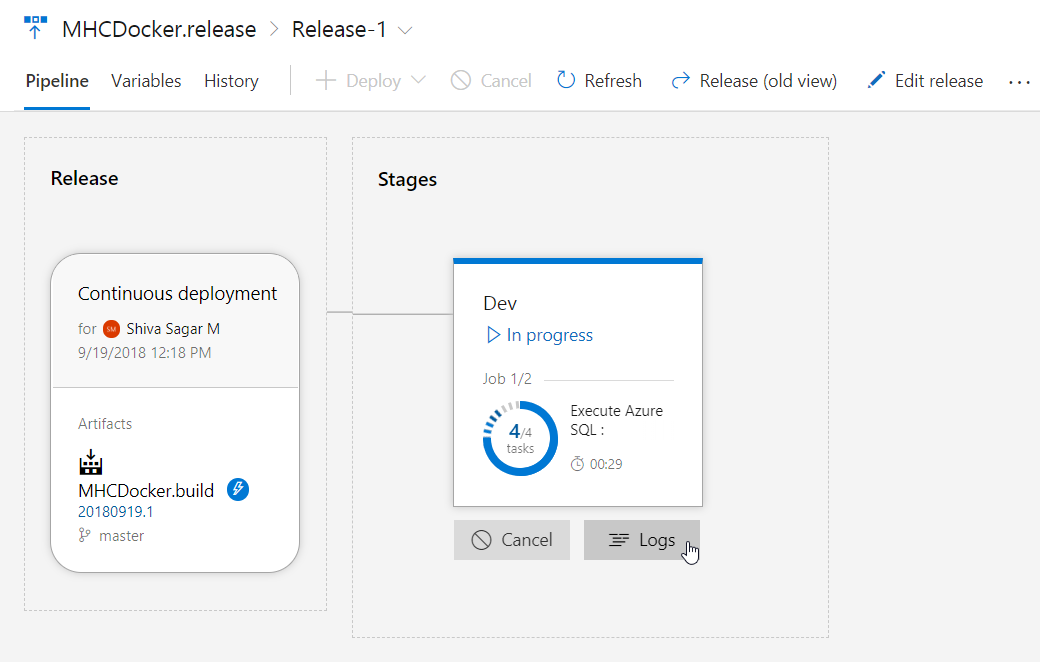 MHCDocker.release > Release-1
Pipeline Variables History Deploy Cancel Refresh Release (old view) Edit release ...
Release
Continuous deployment
for SM Shiva Sagar M
9/19/2018 12:18 PM
Artifacts
MHCDocker.build
20180919.1
master
Stages
Dev
In progress
Job 1/2
4/4
tasks
Execute Azure
SQL :
00:29
Cancel Logs